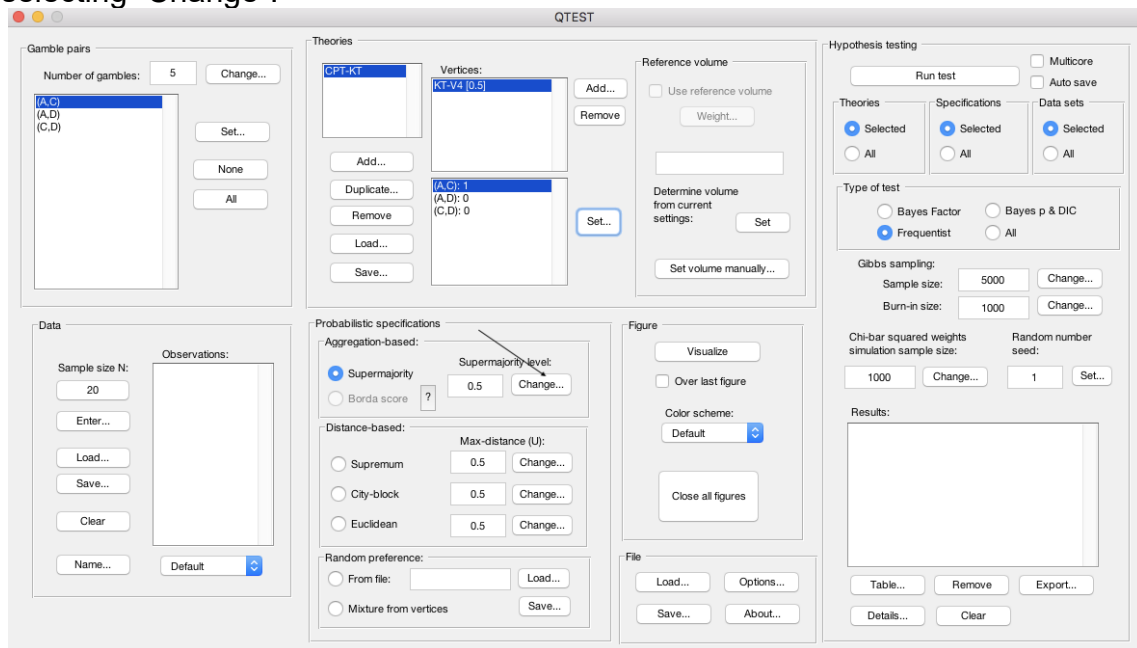 selecting "Change".
QTEST
Gamble pairs
Number of gambles: 5 Change...
(A,C)
(A,D)
(C,D)
Set...
None
All
Theories
CPT-KT
Vertices:
KT-V4 [0.5]
Add...
Remove
Add...
Duplicate...
Remove
Load...
Save...
(A,C): 1
(A,D): 0
(C,D): 0
Set...
Reference volume
Use reference volume
Weight...
Determine volume
from current
settings: Set
Set volume manually...
Hypothesis testing
Run test
Multicore
Auto save
Theories
Selected
All
Specifications
Selected
All
Data sets
Selected
All
Type of test
Bayes Factor Bayes p & DIC
Frequentist All
Gibbs sampling:
Sample size: 5000 Change...
Burn-in size: 1000 Change...
Chi-bar squared weights
simulation sample size:
1000 Change...
Random number
seed:
1 Set...
Results:
Table... Remove Export...
Details... Clear
Data
Sample size N:
20
Enter...
Load...
Save...
Clear
Name... Default
Observations:
Probabilistic specifications
Aggregation-based:
Supermajority level:
Supermajority 0.5 Change...
Borda score ?
Distance-based:
Max-distance (U):
Supremum 0.5 Change...
City-block 0.5 Change...
Euclidean 0.5 Change...
Random preference:
From file: Load...
Mixture from vertices Save...
Figure
Visualize
Over last figure
Color scheme:
Default
Close all figures
File
Load... Options...
Save... About...